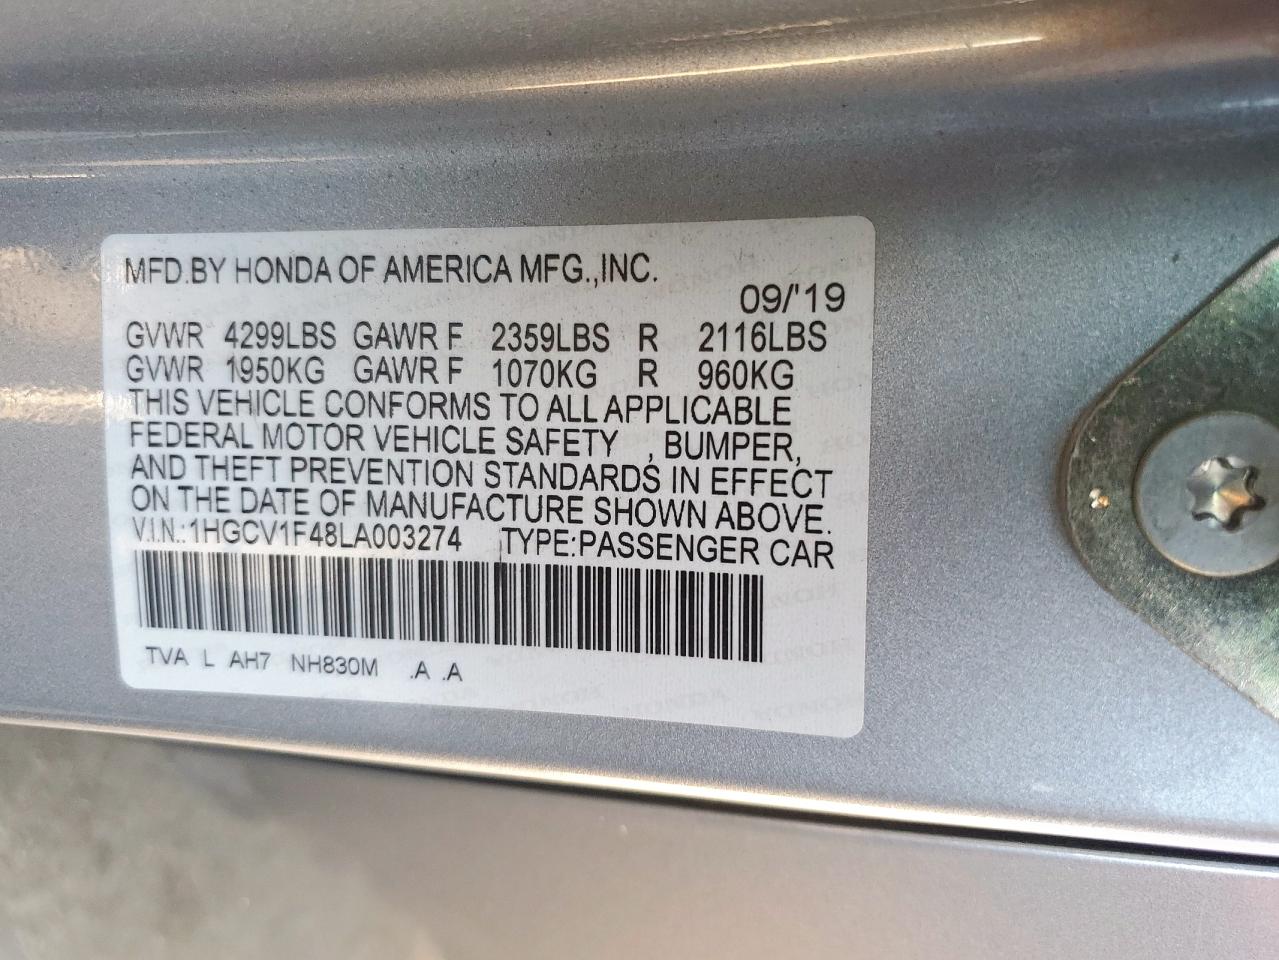 MFD.BY HONDA OF AMERICA MFG.,INC.
09/'19
GVWR 4299LBS GAWR F 2359LBS R 2116LBS
GVWR 1950KG GAWR F 1070KG R 960KG
THIS VEHICLE CONFORMS TO ALL APPLICABLE
FEDERAL MOTOR VEHICLE SAFETY , BUMPER,
AND THEFT PREVENTION STANDARDS IN EFFECT
ON THE DATE OF MANUFACTURE SHOWN ABOVE.
V.I.N.:1HGCV1F48LA003274 TYPE:PASSENGER CAR
TVA L AH7 NH830M .A .A